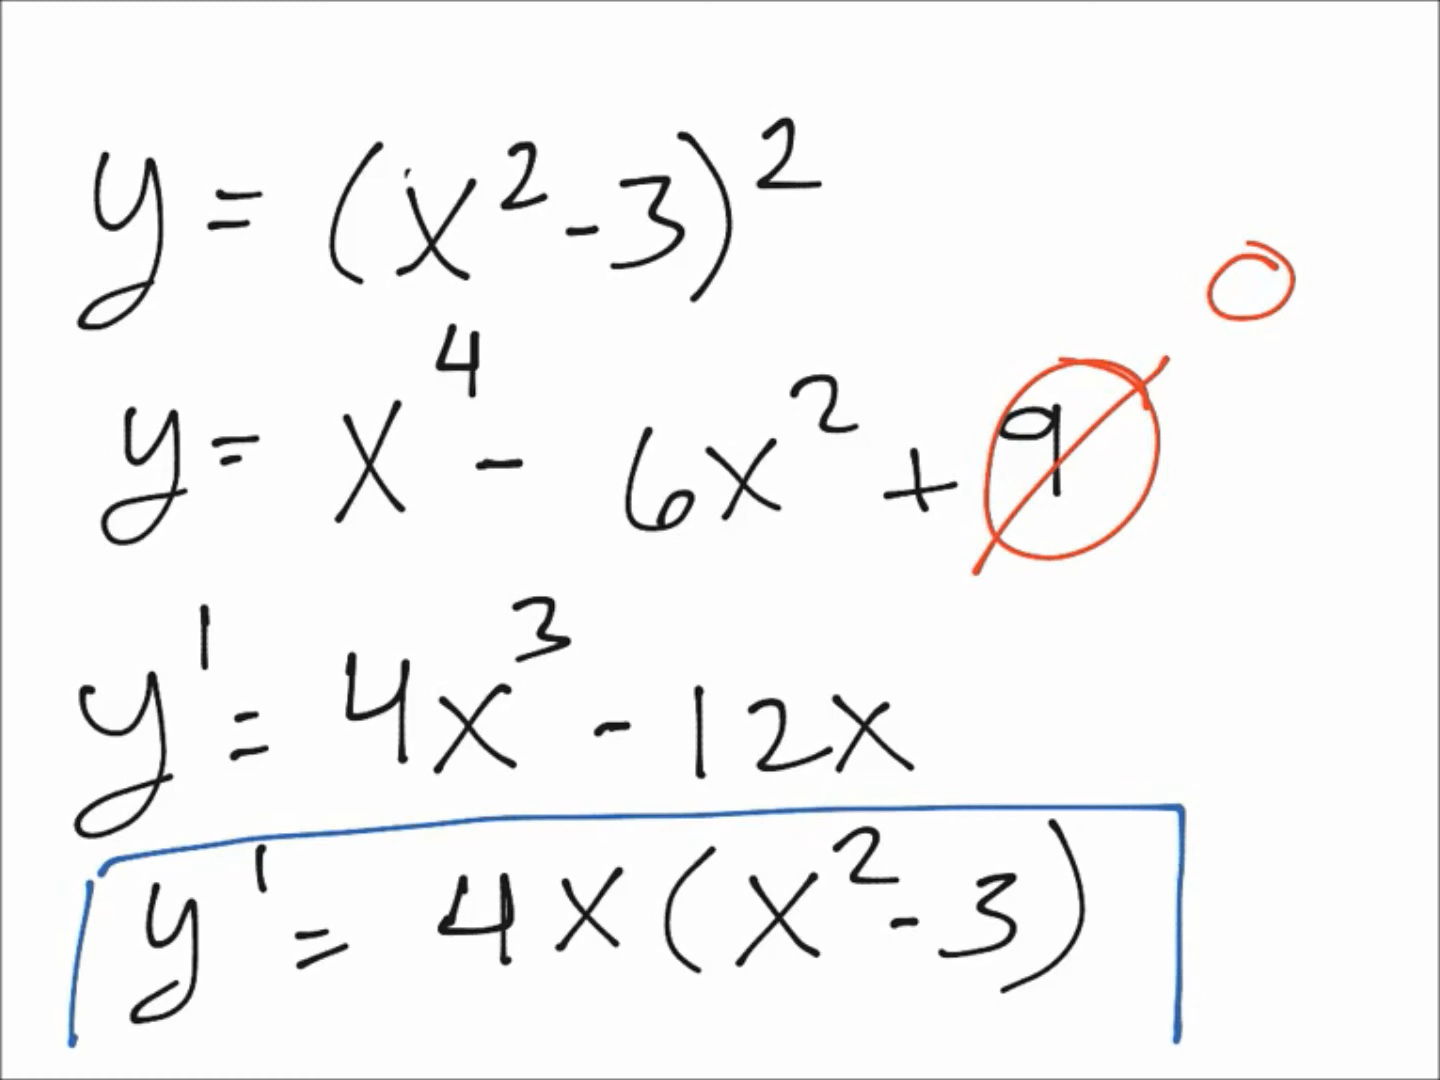 y = (x² - 3)²
0
y = x⁴ - 6x² + 9
y' = 4x³ - 12x
y' = 4x(x² - 3)